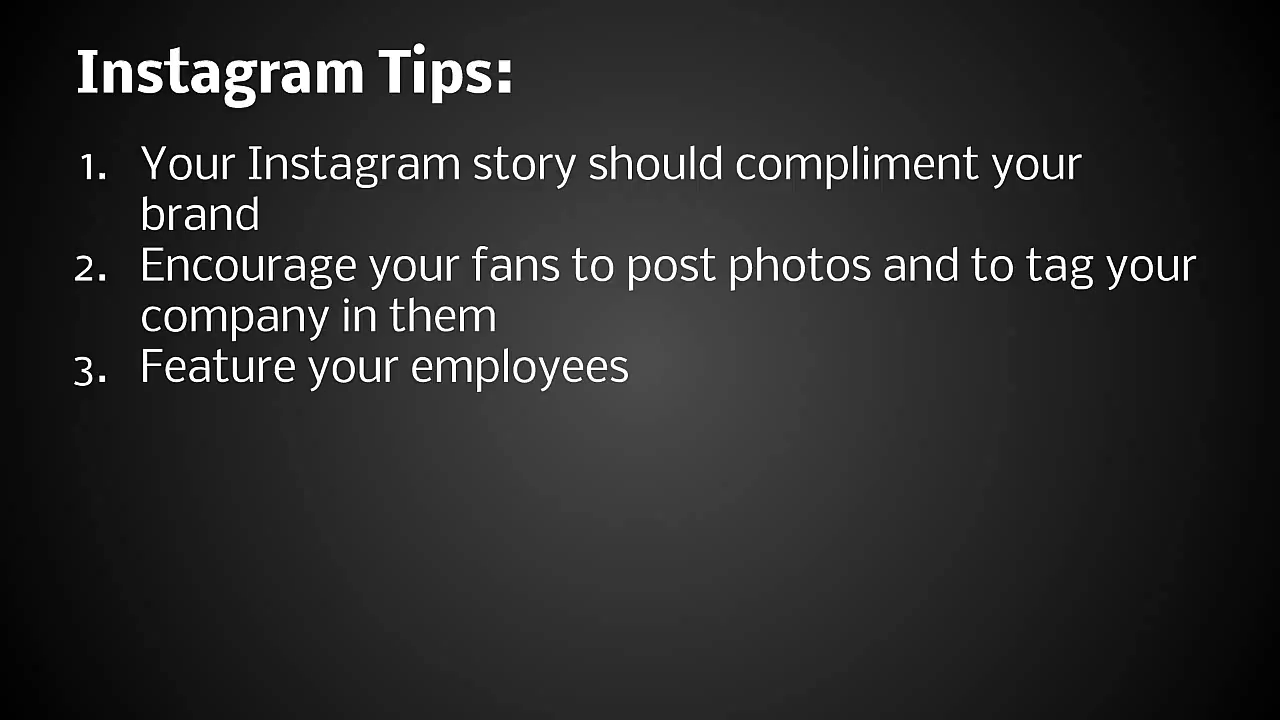 Instagram Tips:
1. Your Instagram story should compliment your
brand
2. Encourage your fans to post photos and to tag your
company in them
3. Feature your employees